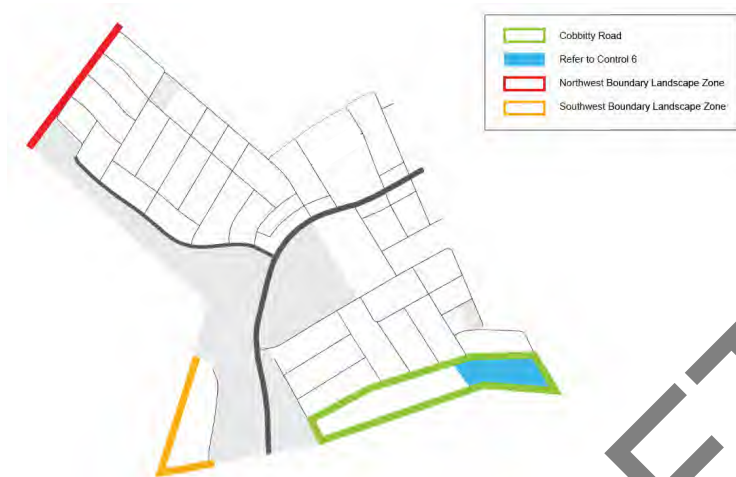 Cobbitty Road
Refer to Control 6
Northwest Boundary Landscape Zone
Southwest Boundary Landscape Zone